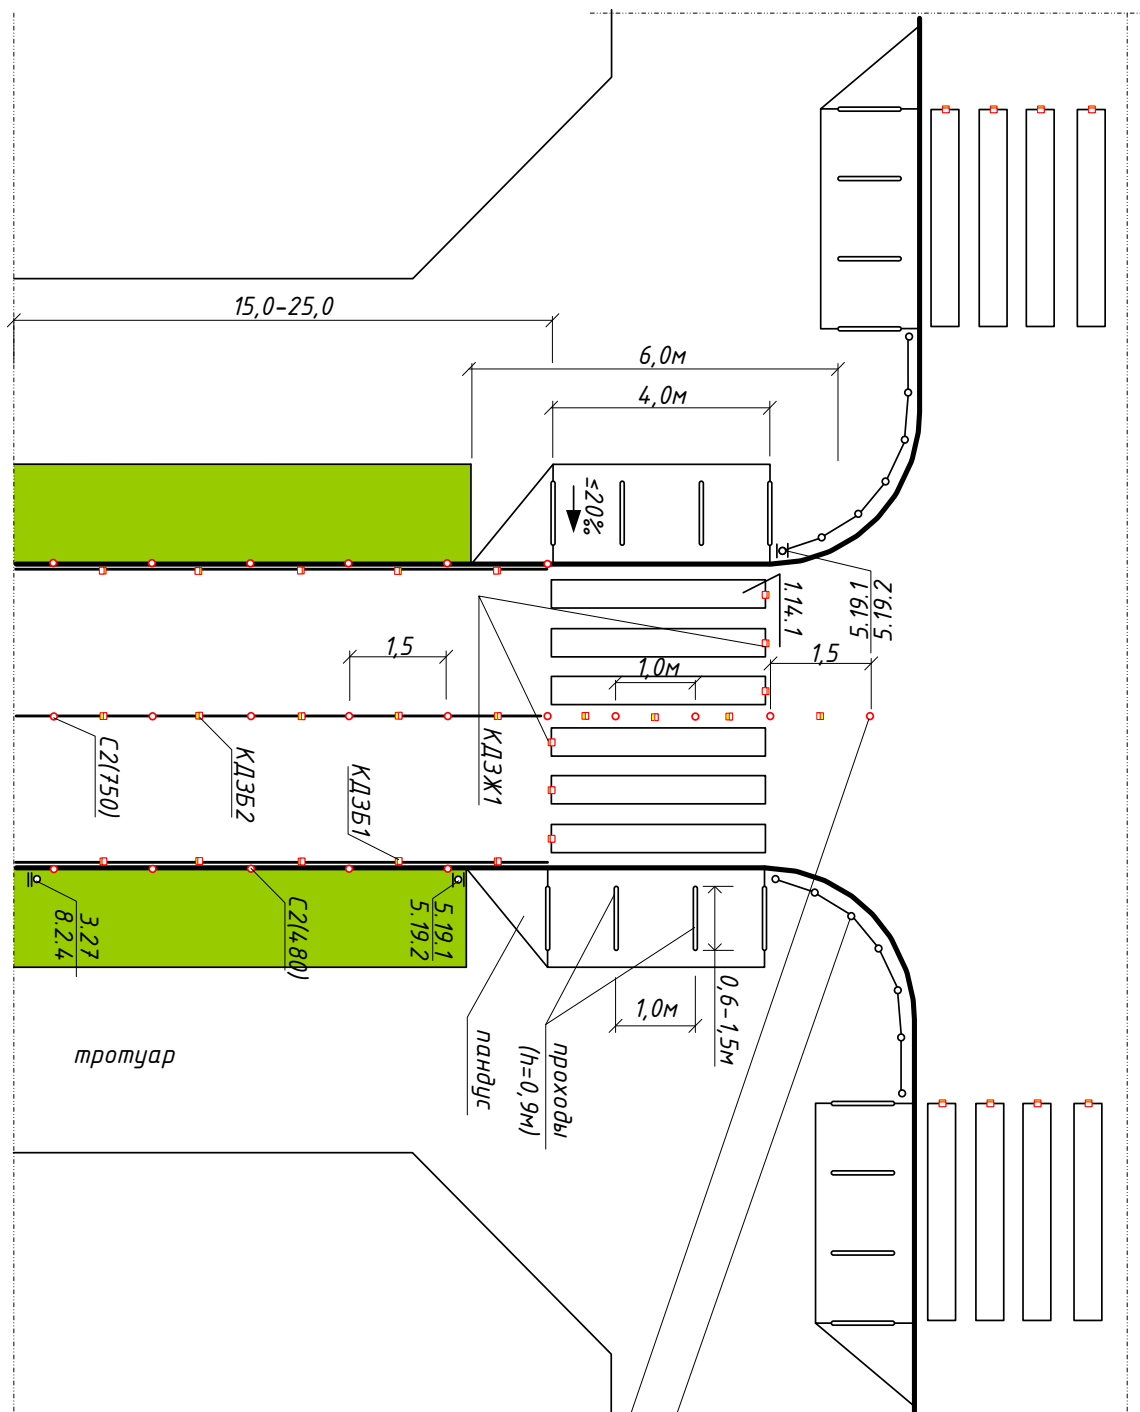 15,0-25,0
6,0м
4,0м
≤20‰
1.14.1
5.19.1
5.19.2
1,5
1,0м
1,5
С2(750)
КДЗБ2
КДЗБ1
КДЗЖ1
3.27
8.2.4
С2(480)
5.19.1
5.19.2
1,0м
0,6-1,5м
тротуар
пандус
проходы
(h=0,9м)